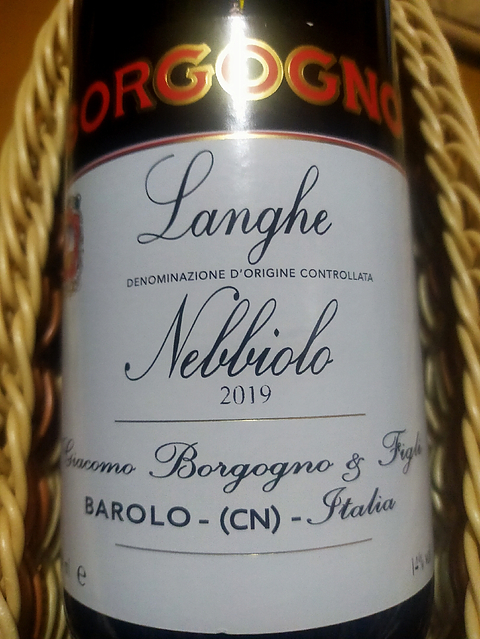 BORGOGNO
Langhe
DENOMINAZIONE D'ORIGINE CONTROLLATA
Nebbiolo
2019
Giacomo Borgogno & Figli
BAROLO - (CN) - Italia
e